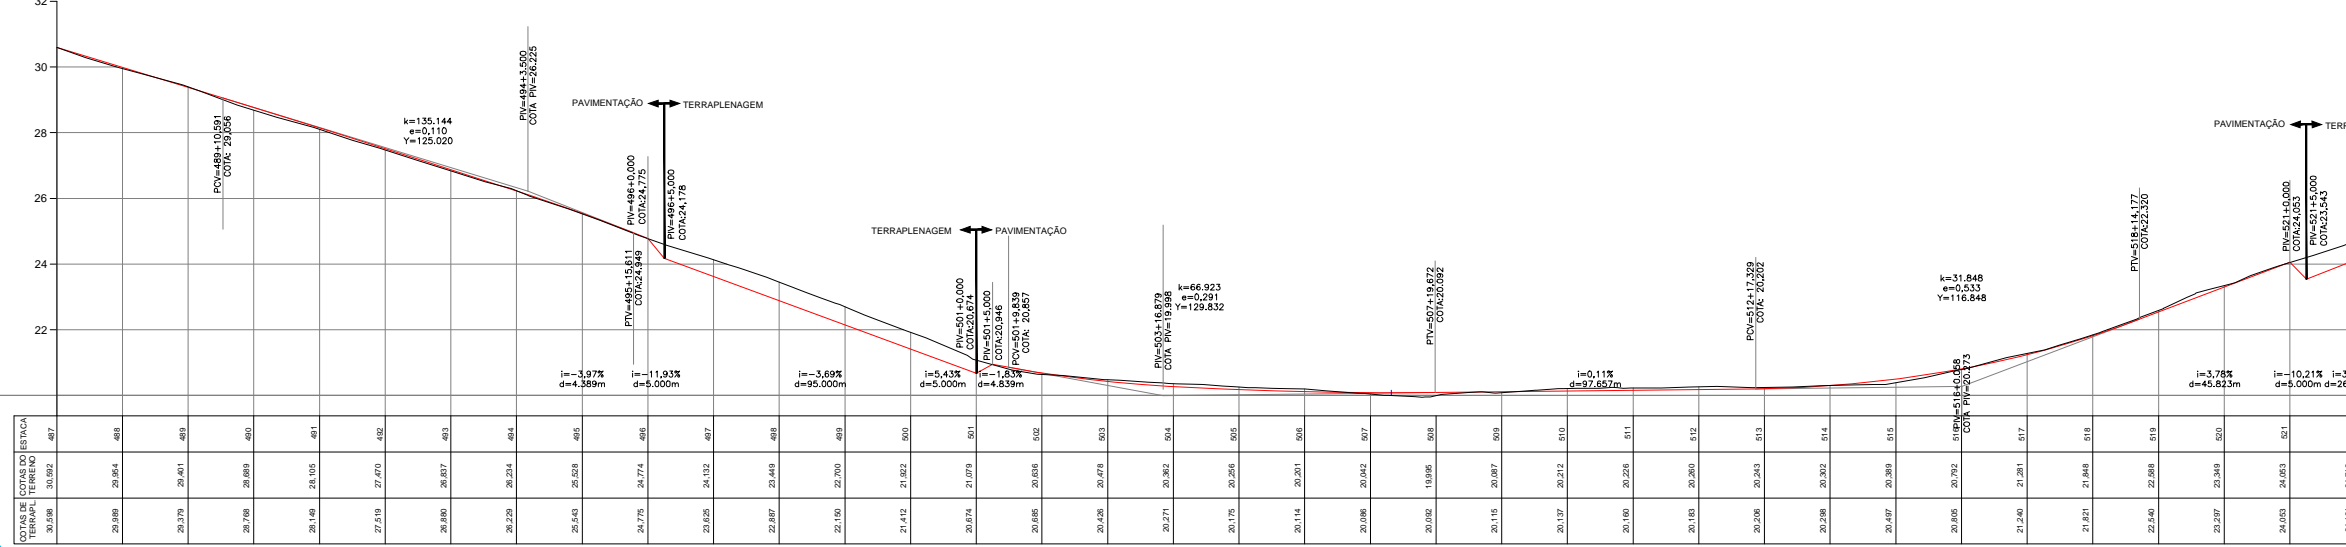 32
30
28
26
24
22
PCV=489+10,591
COTA: 29,056
k=135.144
e=0,110
Y=125.020
PIV=494+3.500
COTA PIV=26.225
PAVIMENTAÇÃO
TERRAPLENAGEM
PIV=496+0,000
COTA:24,775
PIV=496+5,000
COTA:24,178
PTV=495+15,611
COTA:24.949
TERRAPLENAGEM
PAVIMENTAÇÃO
PIV=501+0,000
COTA:20,674
PIV=501+5,000
COTA:20,946
PCV=501+9,839
COTA: 20,857
PIV=503+16,879
COTA PIV=19.998
k=66.923
e=0,291
Y=129.832
PTV=507+19,672
COTA:20.092
PCV=512+17,329
COTA: 20,202
k=31.848
e=0,533
Y=116.848
PIV=516+0.058
COTA PIV=20.273
PTV=518+14,177
COTA:22.320
PAVIMENTAÇÃO
TERR
PIV=521+0,000
COTA:24,053
PIV=521+5,000
COTA:23,543
i=-3,97%
d=4.389m
i=-11,93%
d=5.000m
i=-3,69%
d=95.000m
i=5,43%
d=5.000m
i=-1,83%
d=4.839m
i=0,11%
d=97.657m
i=3,78%
d=45.823m
i=-10,21%
d=5.000m
i=3
d=26
ESTACA 487 488 489 490 491 492 493 494 495 496 497 498 499 500 501 502 503 504 505 506 507 508 509 510 511 512 513 514 515 516 517 518 519 520 521
COTAS DO TERRENO 30,592 29,954 29,401 28,689 28,105 27,470 26,837 26,234 25,528 24,774 24,132 23,449 22,700 21,922 21,079 20,636 20,478 20,362 20,256 20,201 20,042 19,995 20,087 20,212 20,226 20,260 20,243 20,302 20,389 20,792 21,281 21,848 22,588 23,349 24,053
COTAS DE TERRAPL. 30,598 29,989 29,379 28,768 28,149 27,519 26,880 26,229 25,543 24,775 23,625 22,887 22,150 21,412 20,674 20,685 20,426 20,271 20,175 20,114 20,086 20,092 20,115 20,137 20,160 20,183 20,206 20,298 20,497 20,805 21,240 21,821 22,540 23,297 24,053